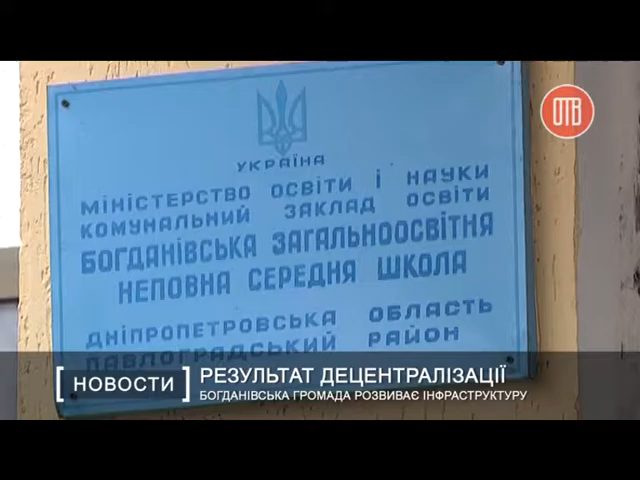 ОТВ
УКРАЇНА
МІНІСТЕРСТВО ОСВІТИ І НАУКИ
КОМУНАЛЬНИЙ ЗАКЛАД ОСВІТИ
БОГДАНІВСЬКА ЗАГАЛЬНООСВІТНЯ
НЕПОВНА СЕРЕДНЯ ШКОЛА
ДНІПРОПЕТРОВСЬКА ОБЛАСТЬ
ПАВЛОГРАДСЬКИЙ РАЙОН
[НОВОСТИ]
РЕЗУЛЬТАТ ДЕЦЕНТРАЛІЗАЦІЇ
БОГДАНІВСЬКА ГРОМАДА РОЗВИВАЄ ІНФРАСТРУКТУРУ